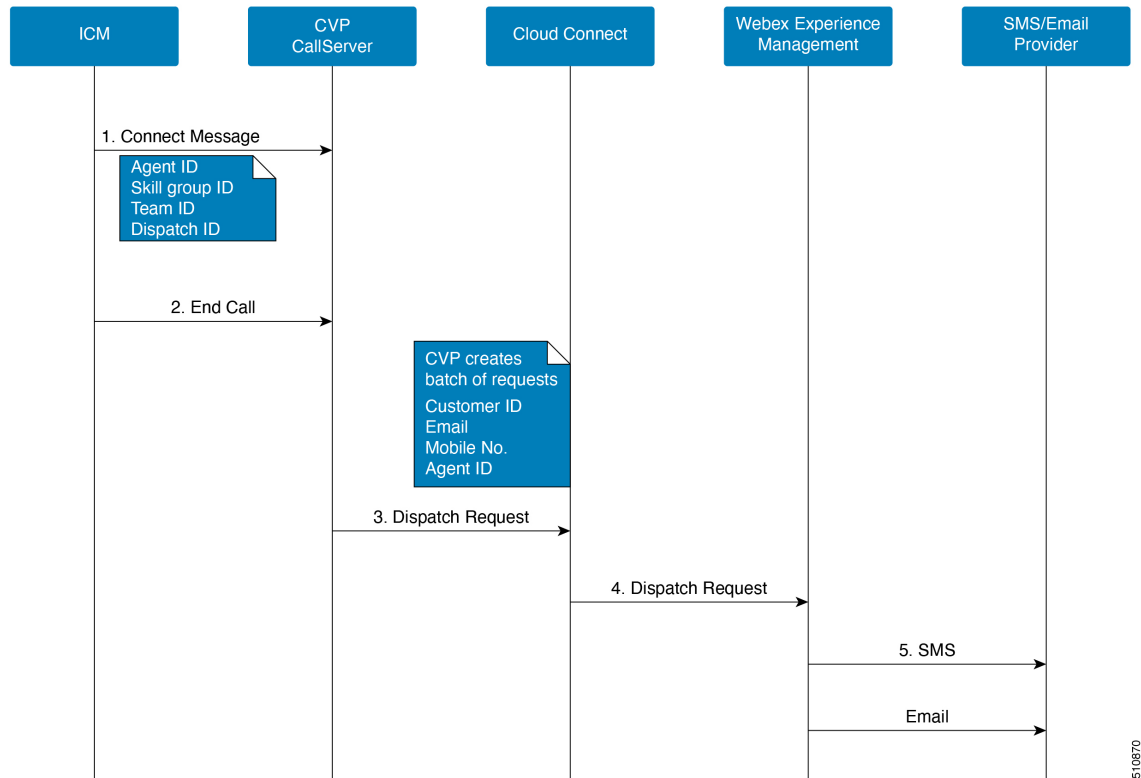 ICM
CVP
CallServer
Cloud Connect
Webex Experience
Management
SMS/Email
Provider
1. Connect Message
Agent ID
Skill group ID
Team ID
Dispatch ID
2. End Call
CVP creates
batch of requests
Customer ID
Email
Mobile No.
Agent ID
3. Dispatch Request
4. Dispatch Request
5. SMS
Email
510870